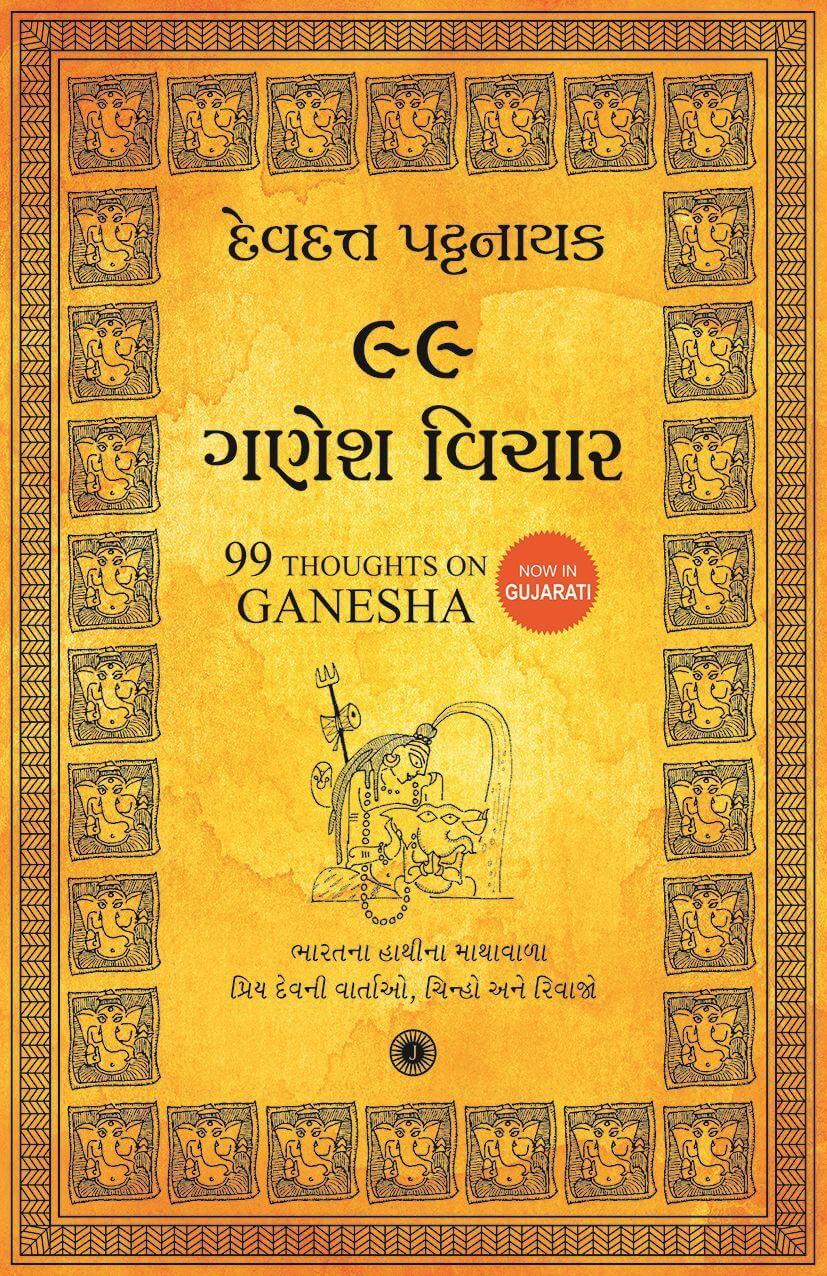 દેવદત્ત પટ્ટનાયક
૯૯
ગણેશ વિચાર
99 THOUGHTS ON
GANESHA
NOW IN
GUJARATI
ભારતના હાથીના માથાવાળા
પ્રિય દેવની વાર્તાઓ, ચિન્હો અને રિવાજો
J